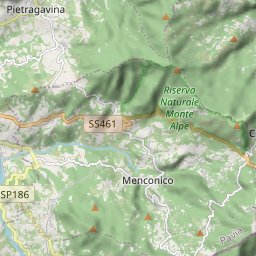 Pietragavina
Riserva
Naturale
Monte
Alpe
SS461
C
Menconico
SP186
Pavia